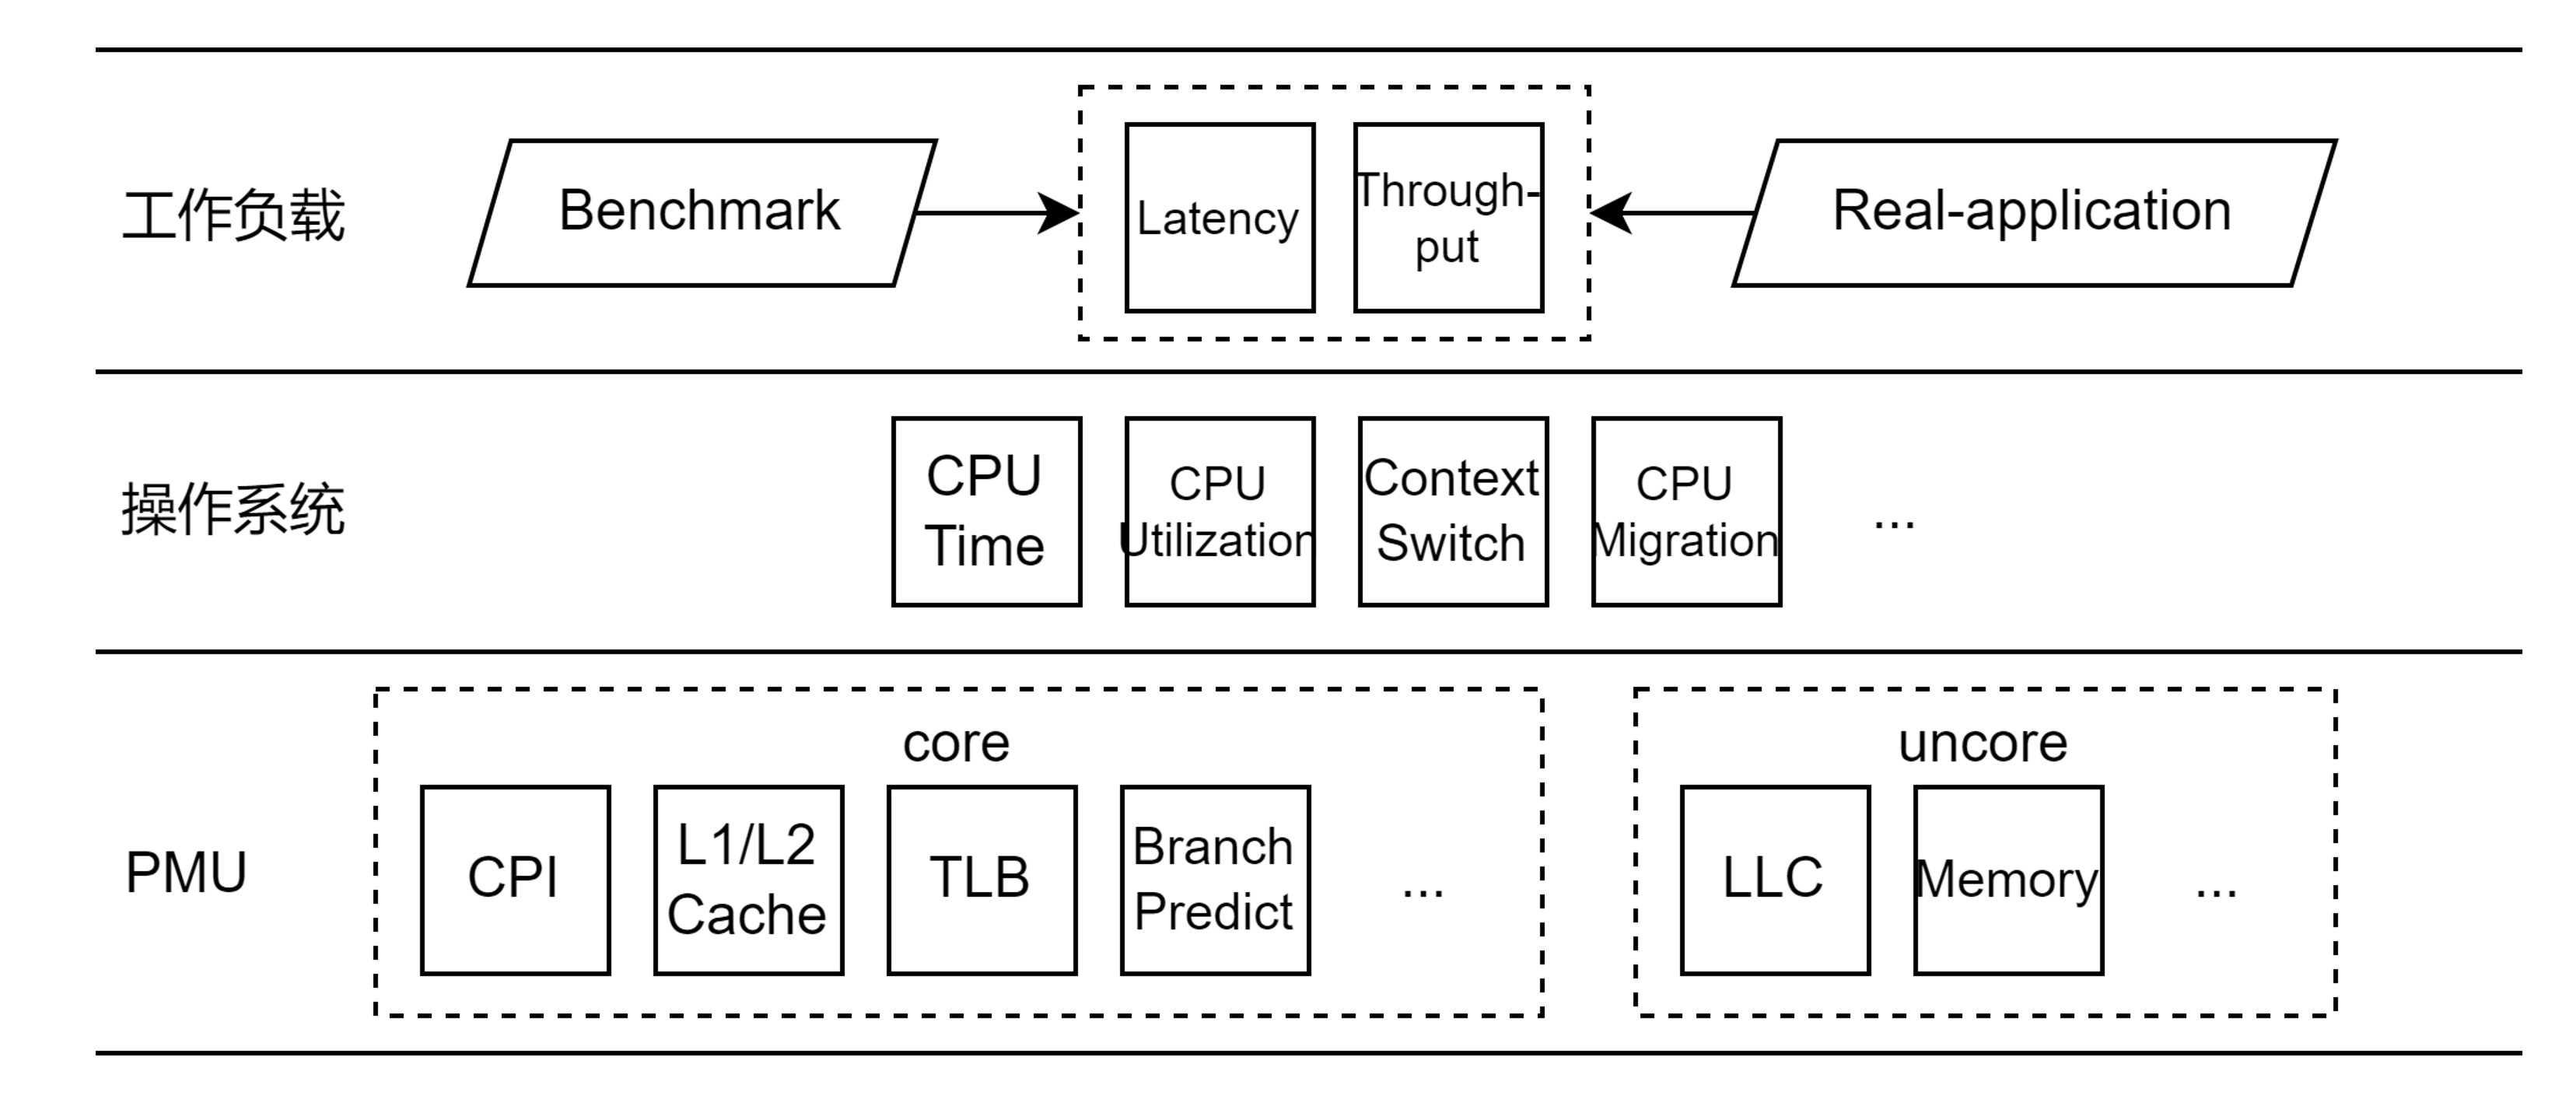 工作负载
Benchmark
Latency
Through-
put
Real-application
操作系统
CPU
Time
CPU
Utilization
Context
Switch
CPU
Migration
...
PMU
core
CPI
L1/L2
Cache
TLB
Branch
Predict
...
uncore
LLC
Memory
...